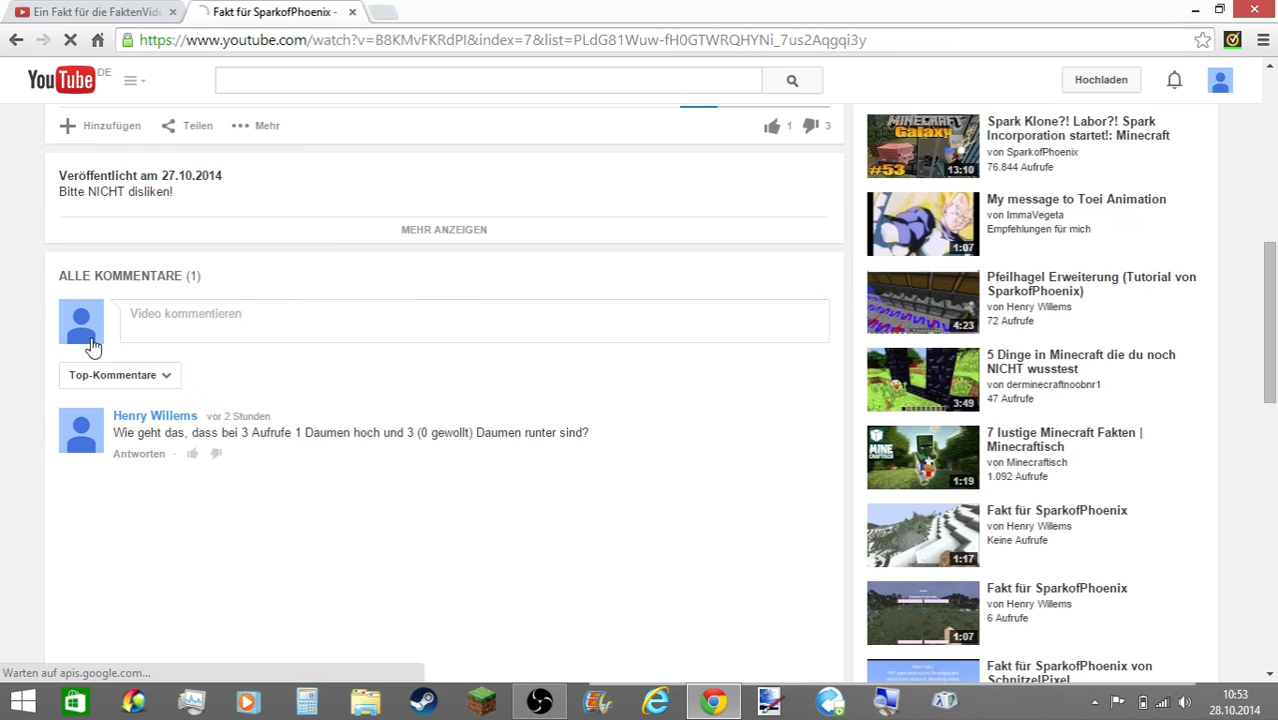 Ein Fakt für die FaktenVide
Fakt für SparkofPhoenix -
https://www.youtube.com/watch?v=B8KMvFKRdPI&index=7&list=PLdG81Wuw-fH0GTWRQHYNi_7us2Aqgqi3y
YouTube DE
Hochladen
Hinzufügen
Teilen
Mehr
1
3
Veröffentlicht am 27.10.2014
Bitte NICHT disliken!
MEHR ANZEIGEN
ALLE KOMMENTARE (1)
Video kommentieren
Top-Kommentare
Henry Willems vor 2 Stunden
Wie geht das, dass bei 3 Aufrufe 1 Daumen hoch und 3 (0 gewollt) Daumen runter sind?
Antworten
MINECRAFT
Galaxy
#53
13:10
Spark Klone?! Labor?! Spark
Incorporation startet!: Minecraft
von SparkofPhoenix
76.844 Aufrufe
1:07
My message to Toei Animation
von ImmaVegeta
Empfehlungen für mich
4:23
Pfeilhagel Erweiterung (Tutorial von
SparkofPhoenix)
von Henry Willems
72 Aufrufe
3:49
5 Dinge in Minecraft die du noch
NICHT wusstest
von derminecraftnoobnr1
47 Aufrufe
MINE
CRAFTISCH
1:19
7 lustige Minecraft Fakten |
Minecraftisch
von Minecraftisch
1.092 Aufrufe
1:17
Fakt für SparkofPhoenix
von Henry Willems
Keine Aufrufe
1:07
Fakt für SparkofPhoenix
von Henry Willems
6 Aufrufe
Fakt für SparkofPhoenix von
SchnitzelPixel
Warten auf apis.google.com...
10:53
28.10.2014